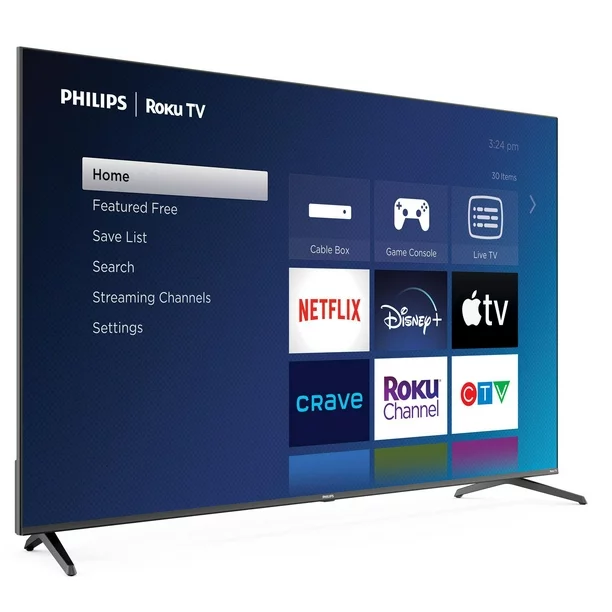 PHILIPS | Roku TV
3:24 pm
Home
30 Items
Featured Free
Save List
Search
Streaming Channels
Settings
Cable Box
Game Console
Live TV
NETFLIX
Disney+
tv
CRAVE
Roku Channel
CTV
PHILIPS